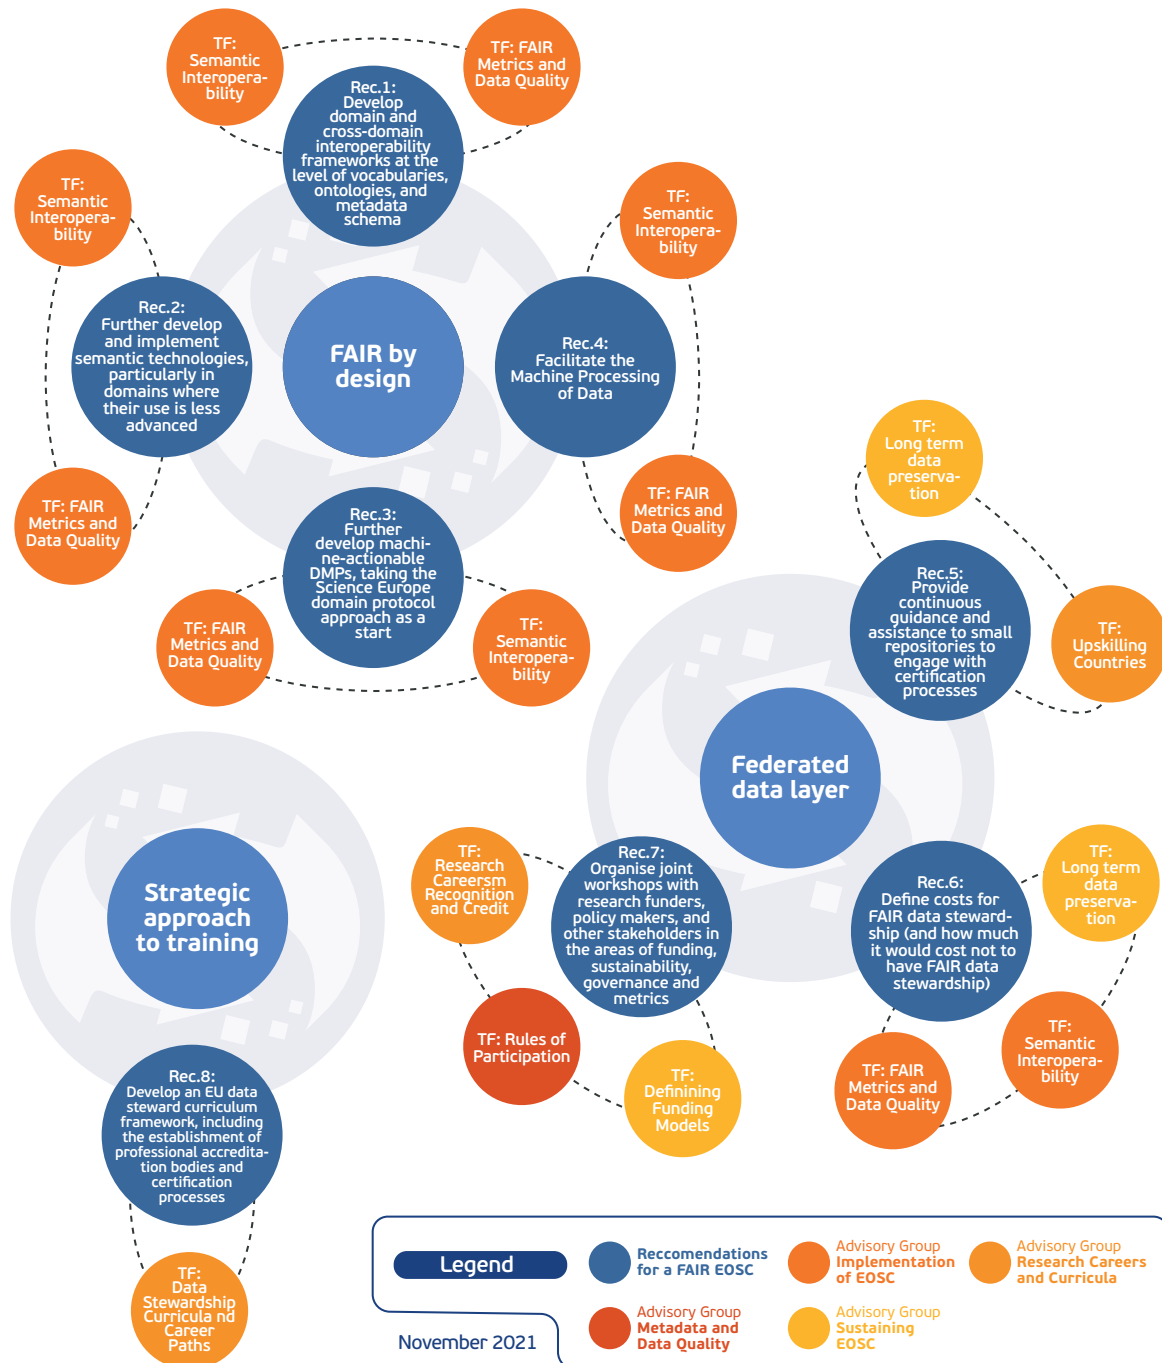 TF:
Semantic
Interopera-
bility
TF: FAIR
Metrics and
Data Quality
Rec.1:
Develop
domain and
cross-domain
interoperability
frameworks at the
level of vocabularies,
ontologies, and
metadata
schema
TF:
Semantic
Interopera-
bility
TF:
Semantic
Interopera-
bility
Rec.2:
Further develop
and implement
semantic technologies,
particularly in
domains where
their use is less
advanced
FAIR by
design
Rec.4:
Facilitate the
Machine Processing
of Data
TF: FAIR
Metrics and
Data Quality
TF: FAIR
Metrics and
Data Quality
Rec.3:
Further
develop machi-
ne-actionable
DMPs, taking the
Science Europe
domain protocol
approach as a
start
TF: FAIR
Metrics and
Data Quality
TF:
Semantic
Interopera-
bility
TF:
Long term
data
preserva-
tion
Rec.5:
Provide
continuous
guidance and
assistance to small
repositories to
engage with
certification
processes
TF:
Upskilling
Countries
Federated
data layer
TF:
Research
Careersm
Recognition
and Credit
Rec.7:
Organise joint
workshops with
research funders,
policy makers, and
other stakeholders in
the areas of funding,
sustainability,
governance and
metrics
Rec.6:
Define costs for
FAIR data steward-
ship (and how much
it would cost not to
have FAIR data
stewardship)
TF:
Long term
data
preserva-
tion
TF: Rules of
Participation
TF:
Definining
Funding
Models
TF: FAIR
Metrics and
Data Quality
TF:
Semantic
Interopera-
bility
Strategic
approach
to training
Rec.8:
Develop an EU data
steward curriculum
framework, including
the establishment of
professional accredita-
tion bodies and
certification
processes
TF:
Data
Stewardship
Curricula nd
Career
Paths
Legend
Reccomendations
for a FAIR EOSC
Advisory Group
Implementation
of EOSC
Advisory Group
Research Careers
and Curricula
Advisory Group
Metadata and
Data Quality
Advisory Group
Sustaining
EOSC
November 2021